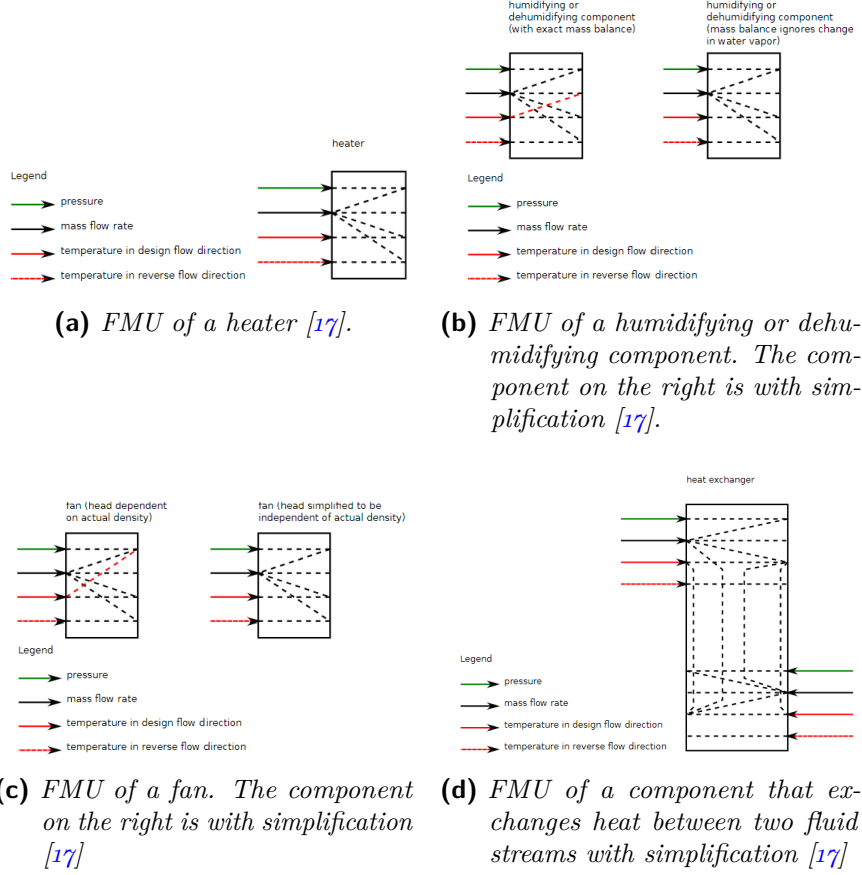 heater
Legend
pressure
mass flow rate
temperature in design flow direction
temperature in reverse flow direction
(a) FMU of a heater [17].
humidifying or
dehumidifying component
(with exact mass balance)
humidifying or
dehumidifying component
(mass balance ignores change
in water vapor)
Legend
pressure
mass flow rate
temperature in design flow direction
temperature in reverse flow direction
(b) FMU of a humidifying or dehu-
midifying component. The com-
ponent on the right is with sim-
plification [17].
fan (head dependent
on actual density)
fan (head simplified to be
independent of actual density)
Legend
pressure
mass flow rate
temperature in design flow direction
temperature in reverse flow direction
(c) FMU of a fan. The component
on the right is with simplification
[17]
heat exchanger
Legend
pressure
mass flow rate
temperature in design flow direction
temperature in reverse flow direction
(d) FMU of a component that ex-
changes heat between two fluid
streams with simplification [17]